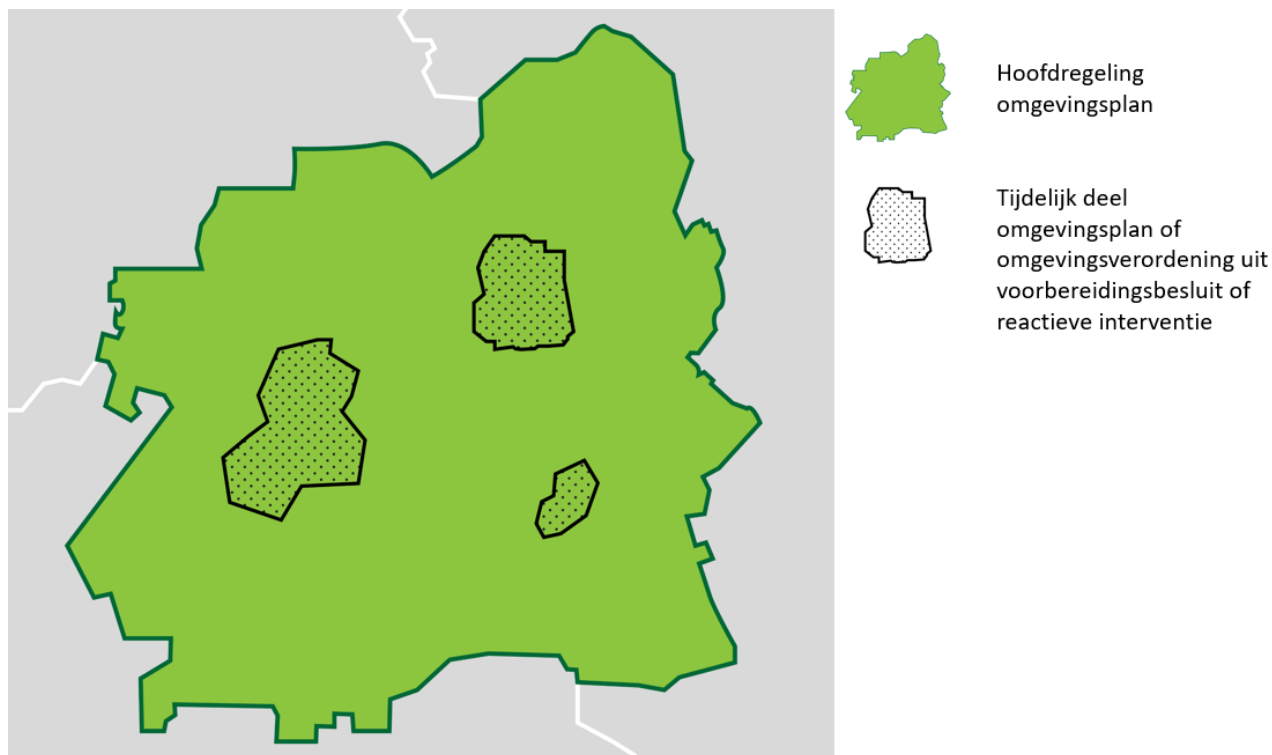 Hoofdregeling
omgevingsplan
Tijdelijk deel
omgevingsplan of
omgevingsverordening uit
voorbereidingsbesluit of
reactieve interventie